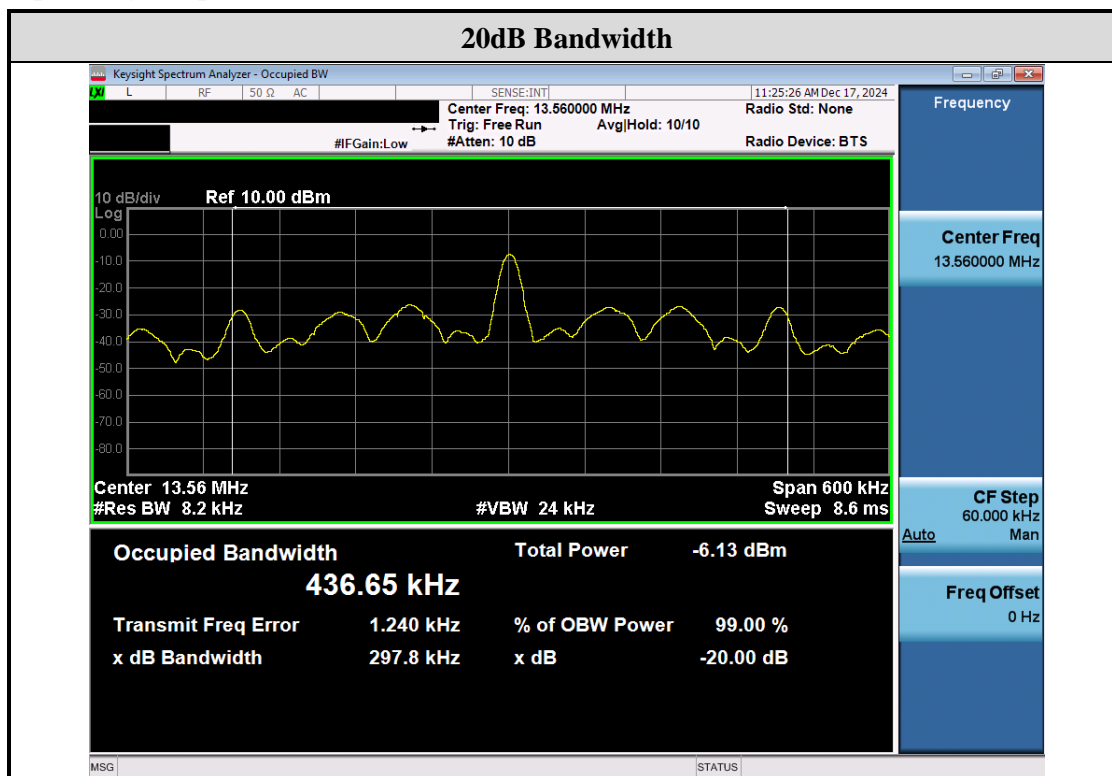 20dB Bandwidth
Keysight Spectrum Analyzer - Occupied BW
LXI L RF 50 Ω AC SENSE:INT 11:25:26 AM Dec 17, 2024
Center Freq: 13.560000 MHz Radio Std: None
Trig: Free Run Avg|Hold: 10/10
#IFGain:Low #Atten: 10 dB Radio Device: BTS
10 dB/div Ref 10.00 dBm
Log
0.00
-10.0
-20.0
-30.0
-40.0
-50.0
-60.0
-70.0
-80.0
Center 13.56 MHz Span 600 kHz
#Res BW 8.2 kHz #VBW 24 kHz Sweep 8.6 ms
Occupied Bandwidth Total Power -6.13 dBm
436.65 kHz
Transmit Freq Error 1.240 kHz % of OBW Power 99.00 %
x dB Bandwidth 297.8 kHz x dB -20.00 dB
Frequency
Center Freq
13.560000 MHz
CF Step
60.000 kHz
Auto Man
Freq Offset
0 Hz
MSG STATUS